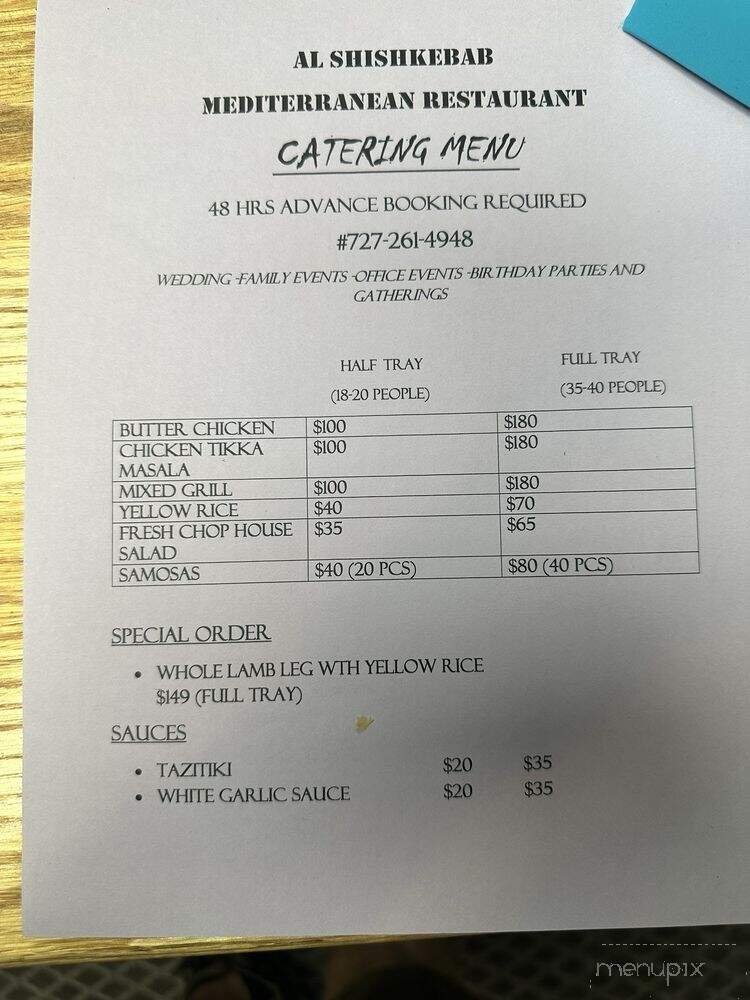 AL SHISHKEBAB
MEDITERRANEAN RESTAURANT
CATERING MENU
48 HRS ADVANCE BOOKING REQUIRED
#727-261-4948
WEDDING -FAMILY EVENTS -OFFICE EVENTS -BIRTHDAY PARTIES AND
GATHERINGS
HALF TRAY FULL TRAY
(18-20 PEOPLE) (35-40 PEOPLE)
BUTTER CHICKEN $100 $180
CHICKEN TIKKA $100 $180
MASALA
MIXED GRILL $100 $180
YELLOW RICE $40 $70
FRESH CHOP HOUSE $35 $65
SALAD
SAMOSAS $40 (20 PCS) $80 (40 PCS)
SPECIAL ORDER
• WHOLE LAMB LEG WTH YELLOW RICE
$149 (FULL TRAY)
SAUCES
• TAZITIKI $20 $35
• WHITE GARLIC SAUCE $20 $35
menupix